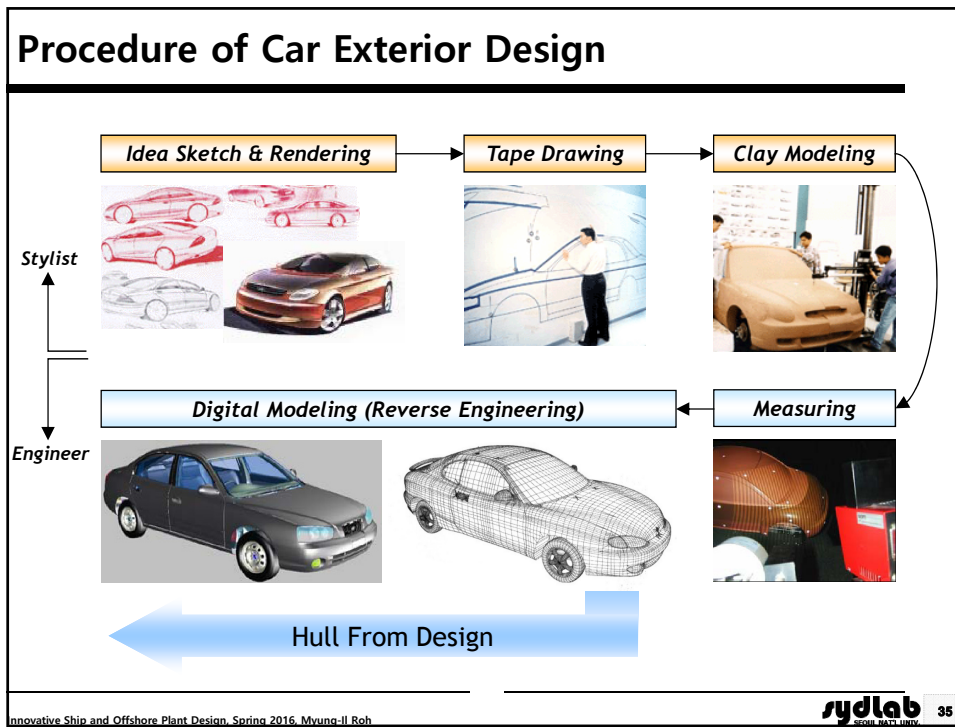 Procedure of Car Exterior Design
Idea Sketch & Rendering
Tape Drawing
Clay Modeling
Stylist
Engineer
Digital Modeling (Reverse Engineering)
Measuring
Hull From Design
Innovative Ship and Offshore Plant Design, Spring 2016, Myung-Il Roh
sydlab
SEOUL NAT'L UNIV.
35